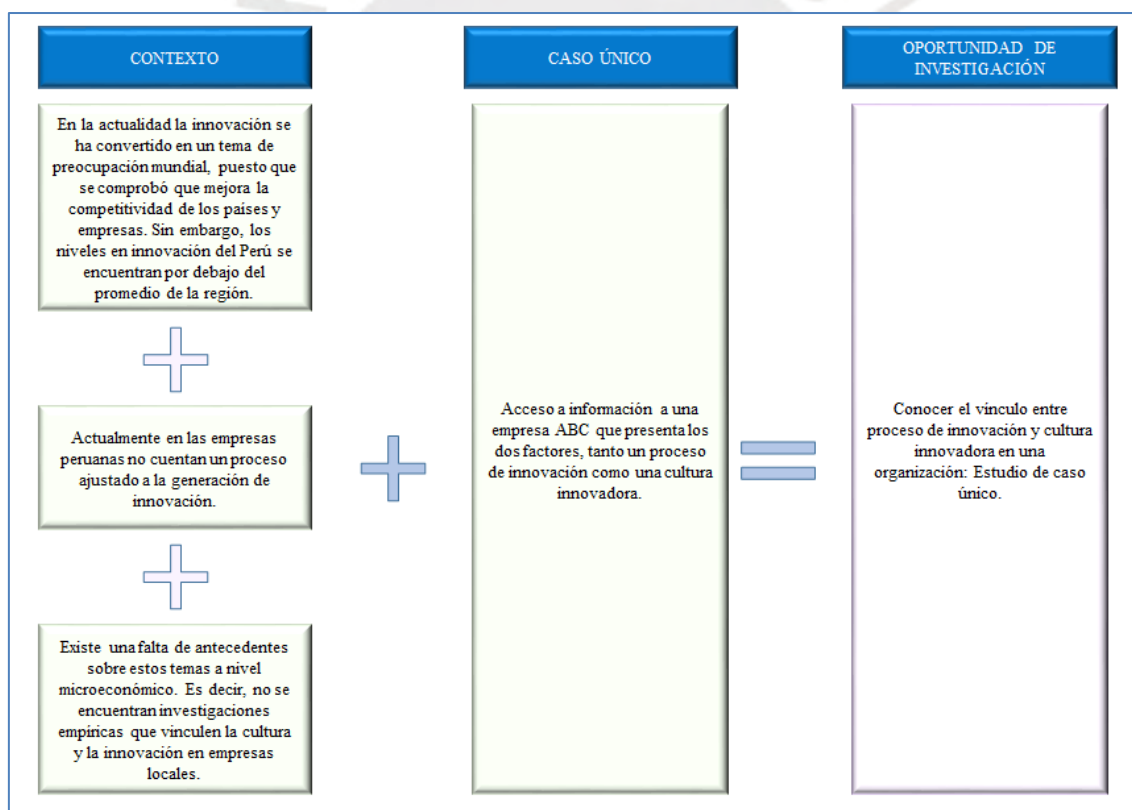 CONTEXTO
En la actualidad la innovación se
ha convertido en un tema de
preocupación mundial, puesto que
se comprobó que mejora la
competitividad de los países y
empresas. Sin embargo, los
niveles en innovación del Perú se
encuentran por debajo del
promedio de la región.
Actualmente en las empresas
peruanas no cuentan un proceso
ajustado a la generación de
innovación.
Existe una falta de antecedentes
sobre estos temas a nivel
microeconómico. Es decir, no se
encuentran investigaciones
empíricas que vinculen la cultura
y la innovación en empresas
locales.
CASO ÚNICO
Acceso a información a una
empresa ABC que presenta los
dos factores, tanto un proceso
de innovación como una cultura
innovadora.
OPORTUNIDAD DE
INVESTIGACIÓN
Conocer el vínculo entre
proceso de innovación y cultura
innovadora en una
organización: Estudio de caso
único.